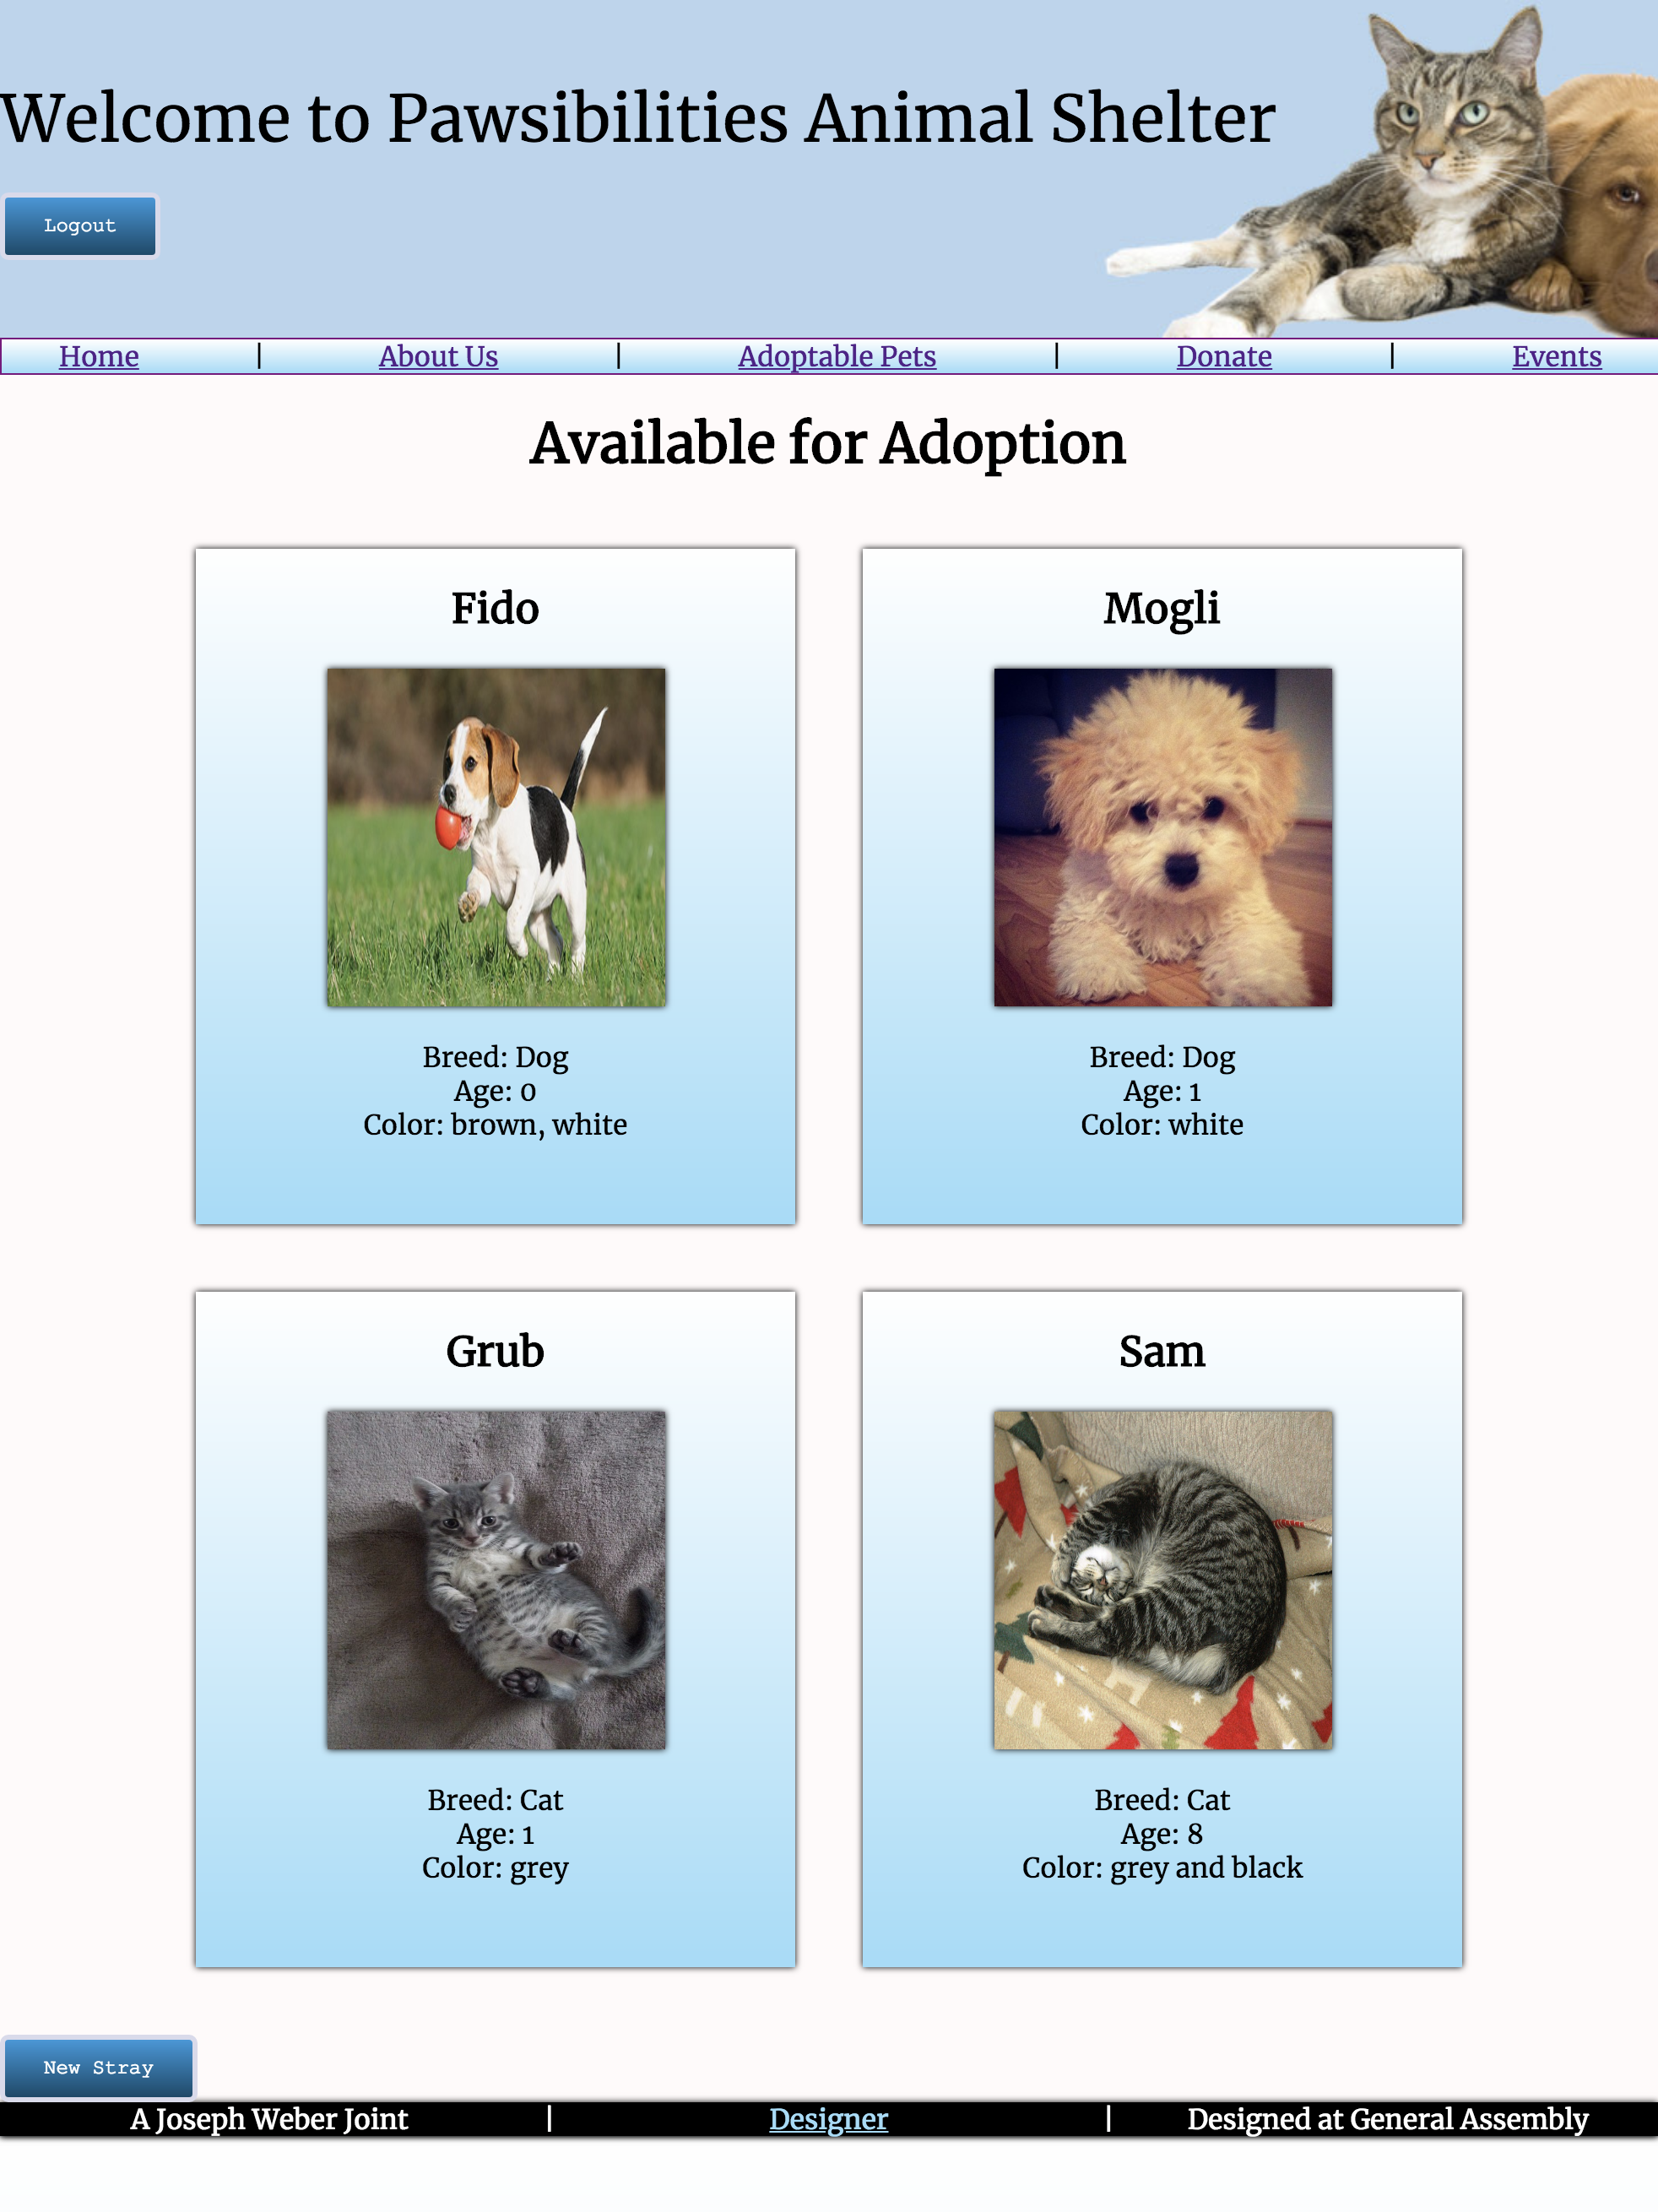 Welcome to Pawsibilities Animal Shelter
Logout
Home | About Us | Adoptable Pets | Donate | Events
Available for Adoption
Fido
Breed: Dog
Age: 0
Color: brown, white
Mogli
Breed: Dog
Age: 1
Color: white
Grub
Breed: Cat
Age: 1
Color: grey
Sam
Breed: Cat
Age: 8
Color: grey and black
New Stray
A Joseph Weber Joint | Designer | Designed at General Assembly